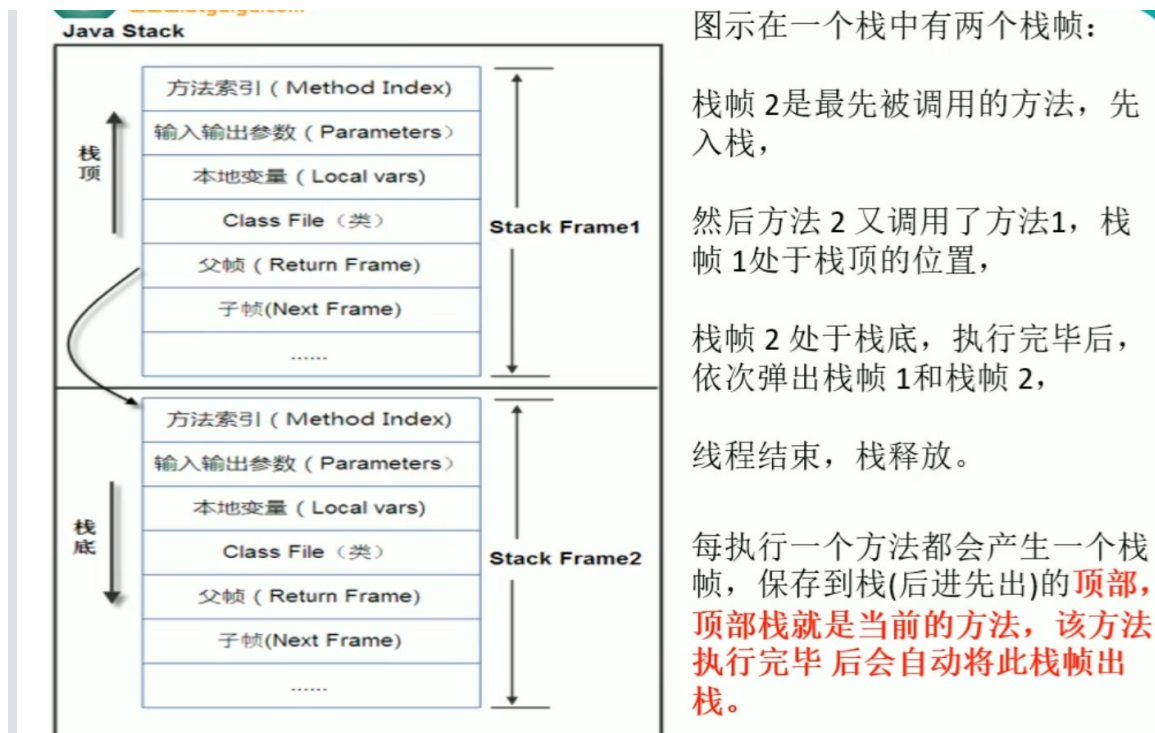 Java Stack
方法索引 ( Method Index)
输入输出参数 ( Parameters）
本地变量 ( Local vars)
Class File （类）
父帧 ( Return Frame)
子帧(Next Frame)
......
栈
顶
Stack Frame1
方法索引 ( Method Index)
输入输出参数 ( Parameters）
本地变量 ( Local vars)
Class File （类）
父帧 ( Return Frame)
子帧(Next Frame)
......
栈
底
Stack Frame2
图示在一个栈中有两个栈帧：
栈帧 2是最先被调用的方法，先
入栈，
然后方法 2 又调用了方法1，栈
帧 1处于栈顶的位置，
栈帧 2 处于栈底，执行完毕后，
依次弹出栈帧 1和栈帧 2，
线程结束，栈释放。
每执行一个方法都会产生一个栈
帧，保存到栈(后进先出)的顶部，
顶部栈就是当前的方法，该方法
执行完毕 后会自动将此栈帧出
栈。